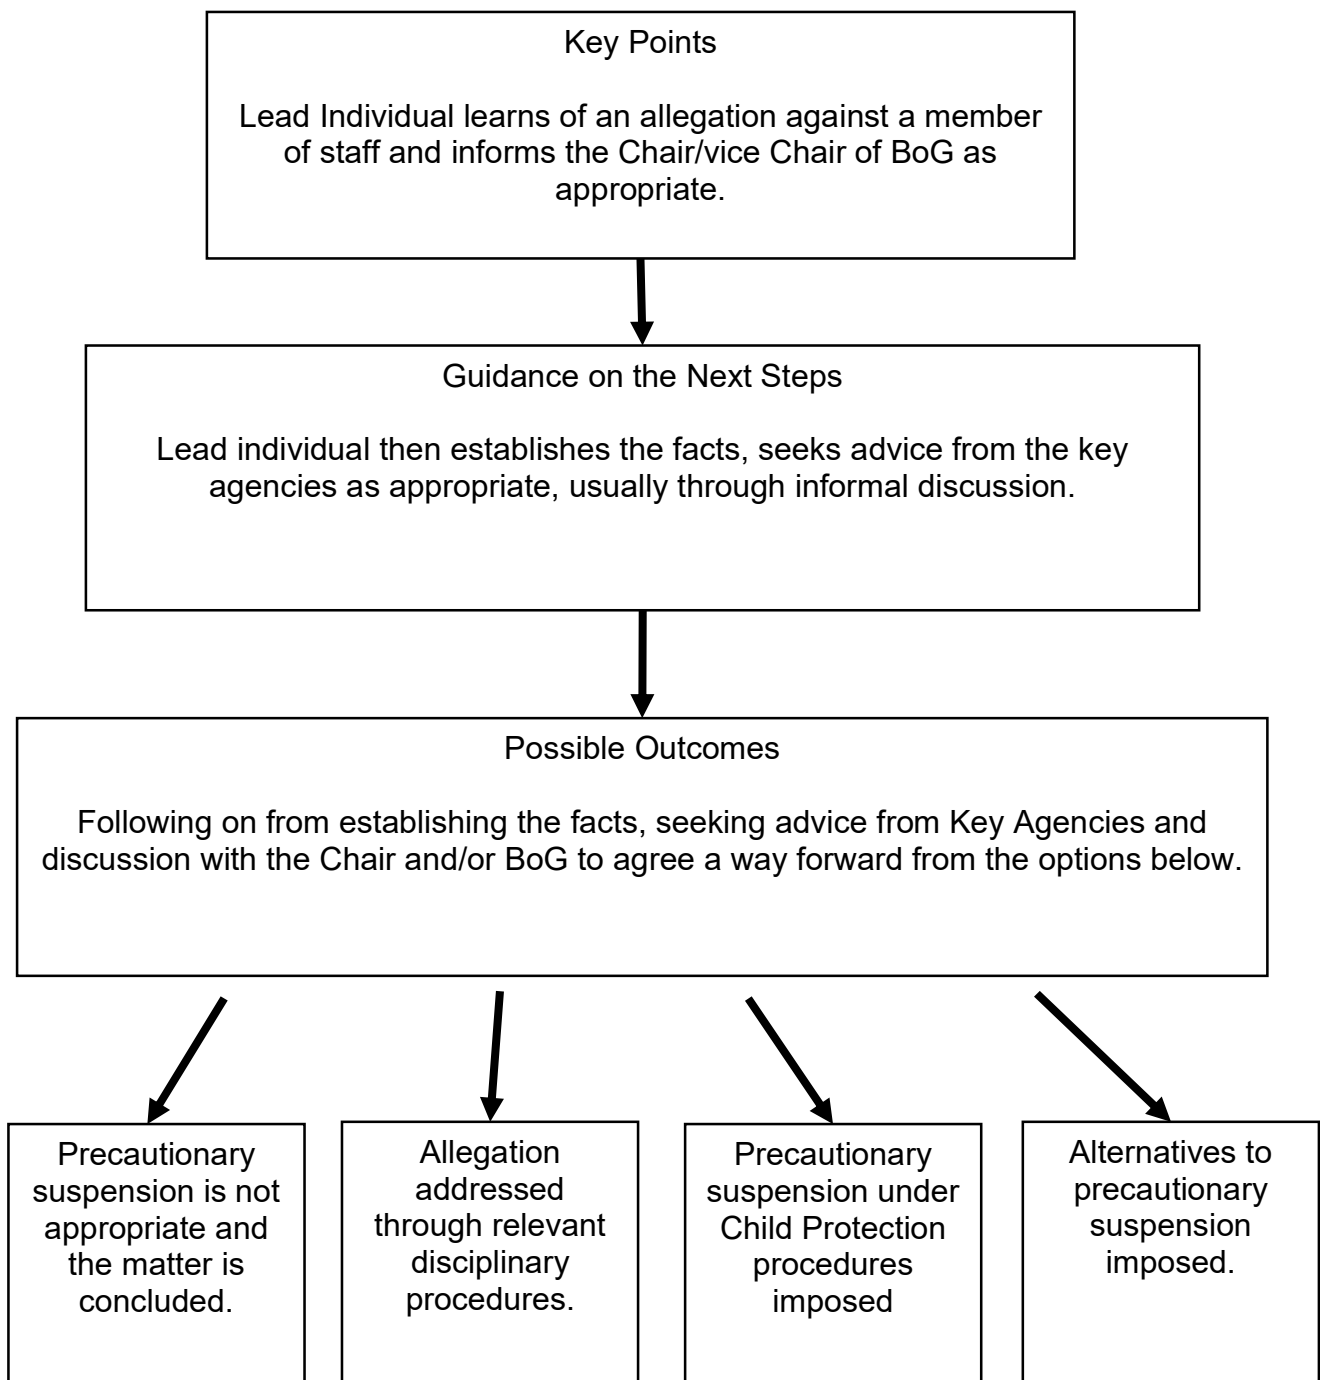 Key Points
Lead Individual learns of an allegation against a member
of staff and informs the Chair/vice Chair of BoG as
appropriate.
Guidance on the Next Steps
Lead individual then establishes the facts, seeks advice from the key
agencies as appropriate, usually through informal discussion.
Possible Outcomes
Following on from establishing the facts, seeking advice from Key Agencies and
discussion with the Chair and/or BoG to agree a way forward from the options below.
Precautionary
suspension is not
appropriate and
the matter is
concluded.
Allegation
addressed
through relevant
disciplinary
procedures.
Precautionary
suspension under
Child Protection
procedures
imposed
Alternatives to
precautionary
suspension
imposed.